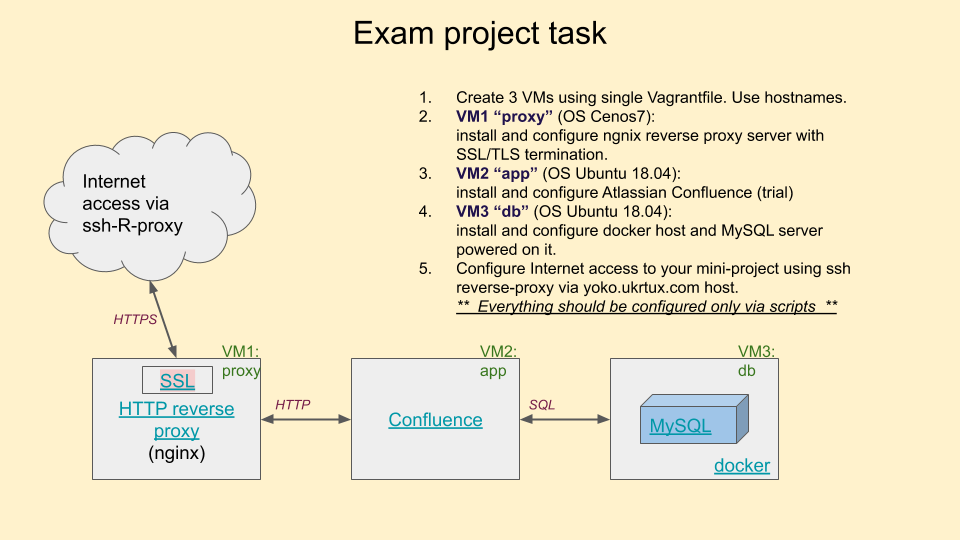 Exam project task
1. Create 3 VMs using single Vagrantfile. Use hostnames.
2. VM1 “proxy” (OS Cenos7):
install and configure ngnix reverse proxy server with
SSL/TLS termination.
3. VM2 “app” (OS Ubuntu 18.04):
install and configure Atlassian Confluence (trial)
4. VM3 “db” (OS Ubuntu 18.04):
install and configure docker host and MySQL server
powered on it.
5. Configure Internet access to your mini-project using ssh
reverse-proxy via yoko.ukrtux.com host.
** Everything should be configured only via scripts **
Internet
access via
ssh-R-proxy
HTTPS
VM1:
proxy
SSL
HTTP reverse
proxy
(nginx)
HTTP
VM2:
app
Confluence
SQL
VM3:
db
MySQL
docker